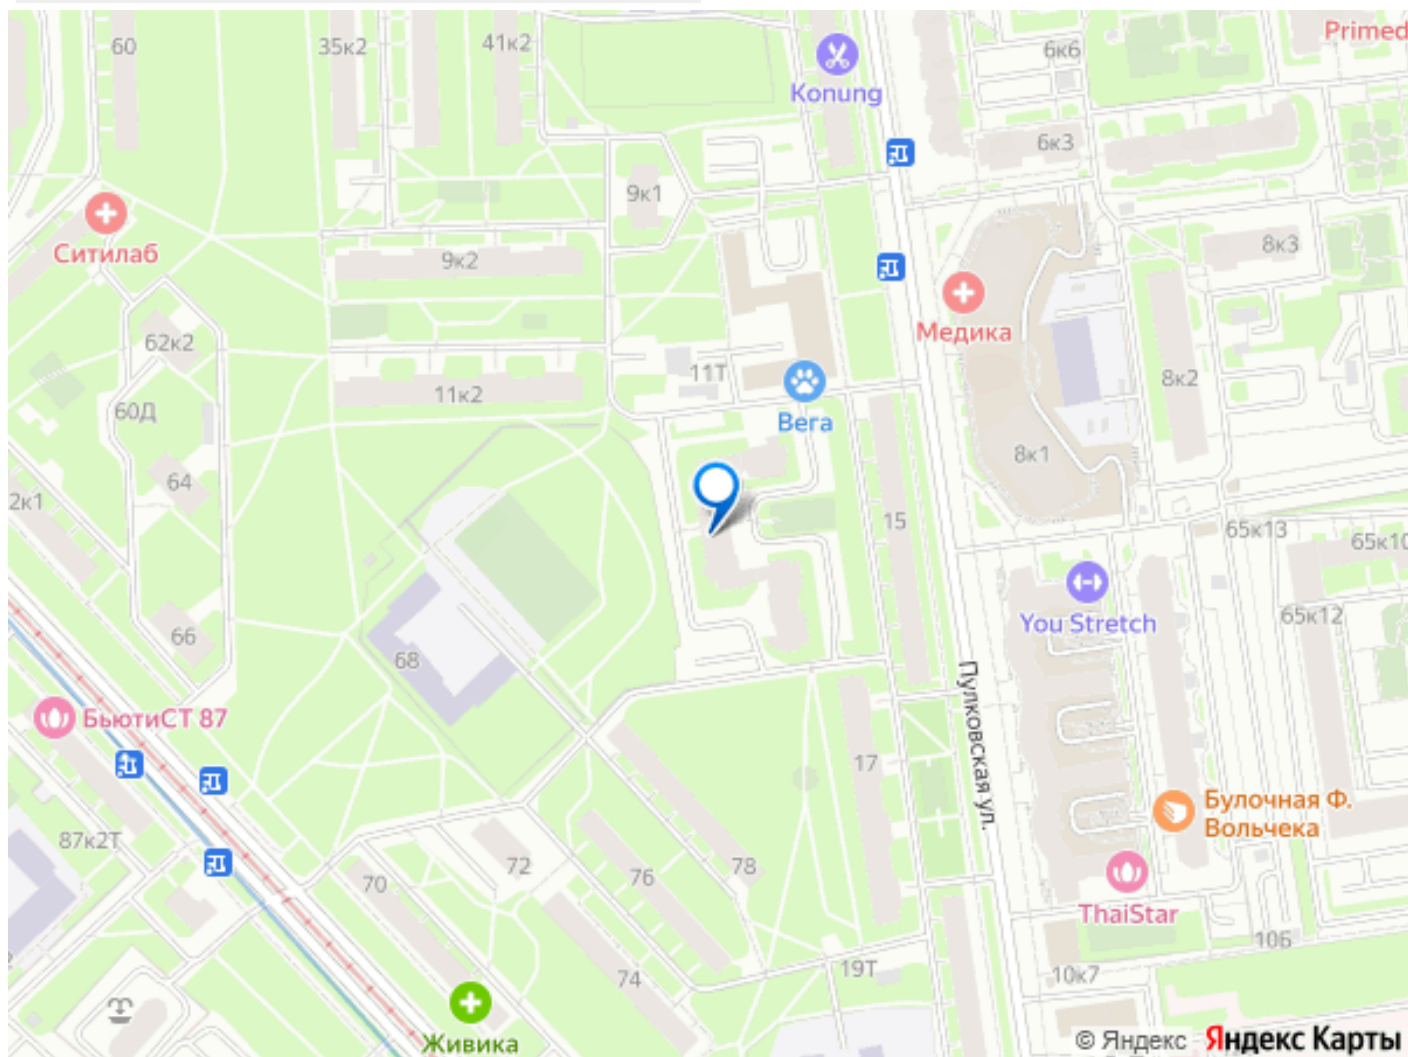 Primed
60
35к2
41к2
6к6
Konung
6к3
9к1
Ситилаб
9к2
8к3
Медика
62к2
11Т
8к2
60Д
11к2
Вега
8к1
64
2к1
15
65к13
65к10
You Stretch
65к12
66
68
Пулковская ул.
БьютиСТ 87
17
Булочная Ф.
Вольчека
87к2Т
72
78
70
76
ThaiStar
10Б
74
19Т
10к7
Живика
© Яндекс Яндекс Карты